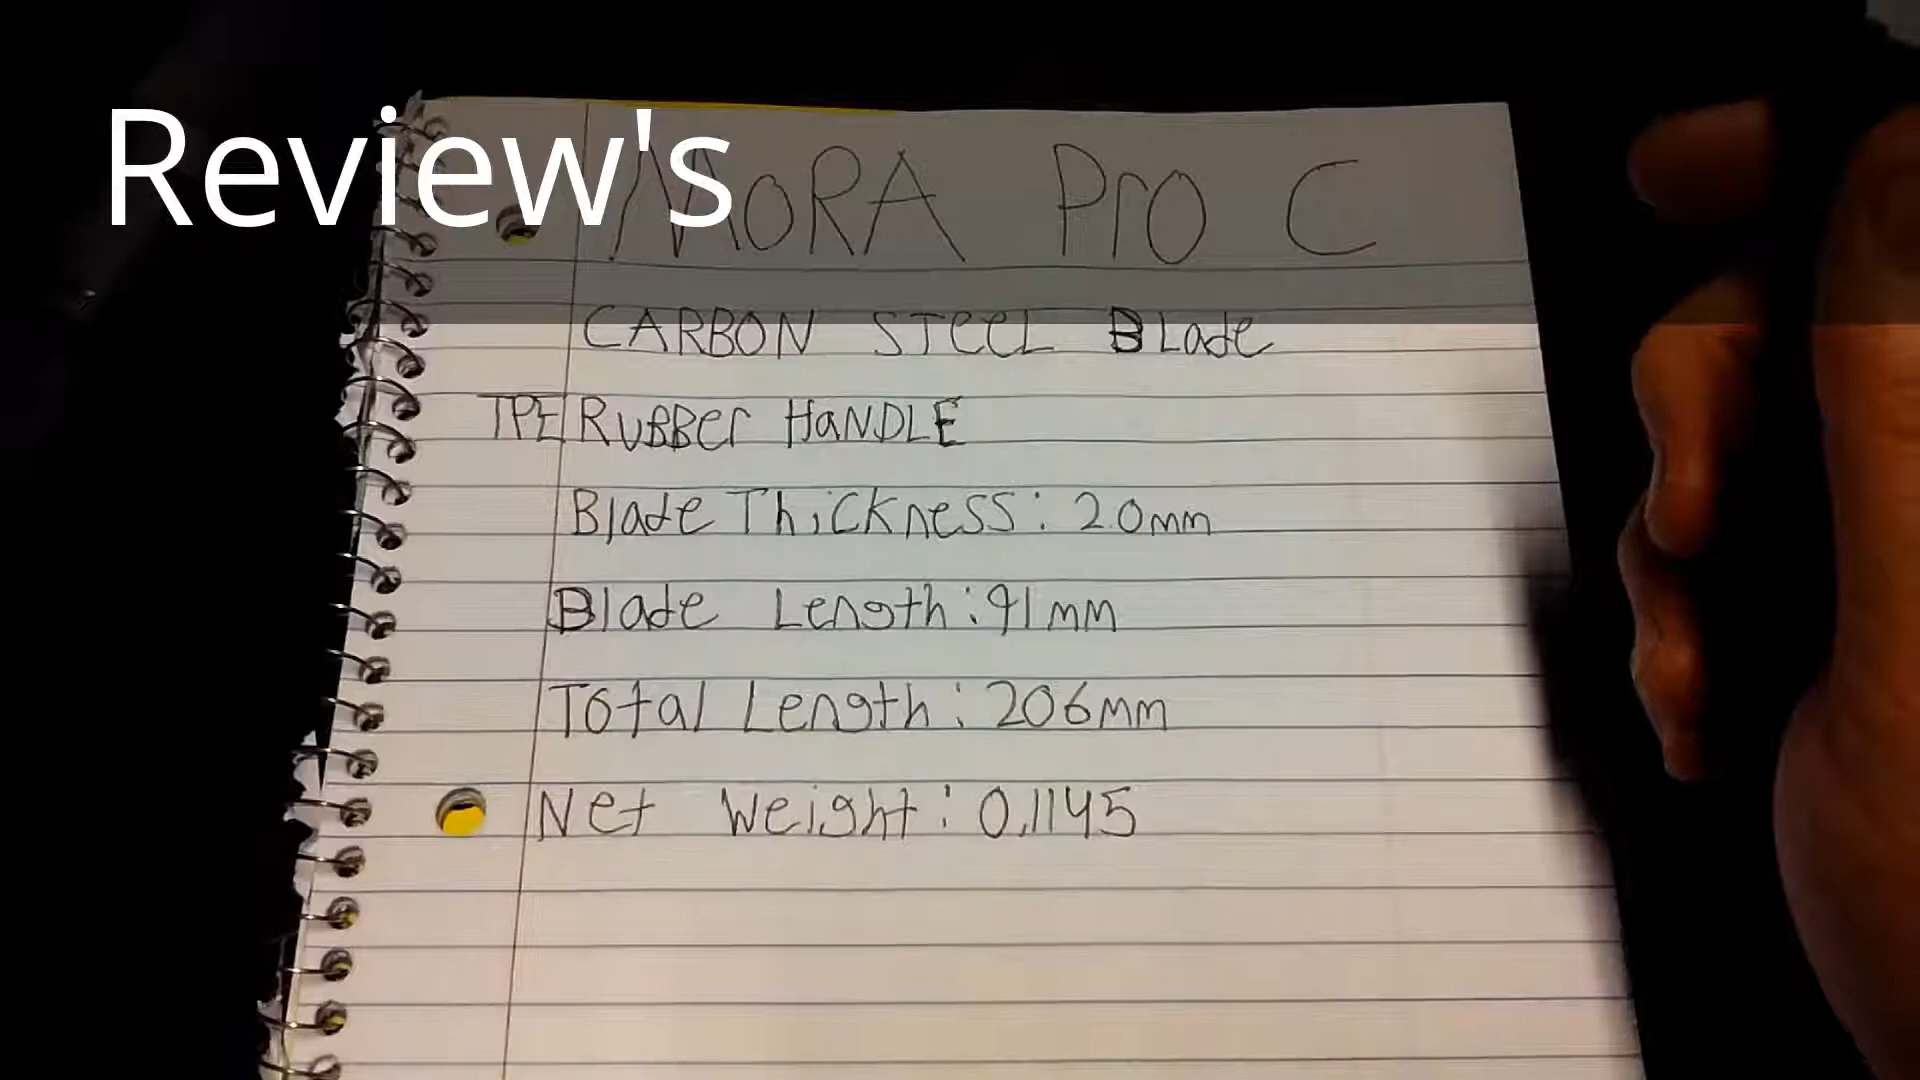 Review's
MORA Pro C
CARBON STeeL BLade
TPE RuBBer HaNDLE
Blade Thickness: 2.0mm
Blade Length: 91mm
Total Length: 206mm
Net Weight: 0.1145